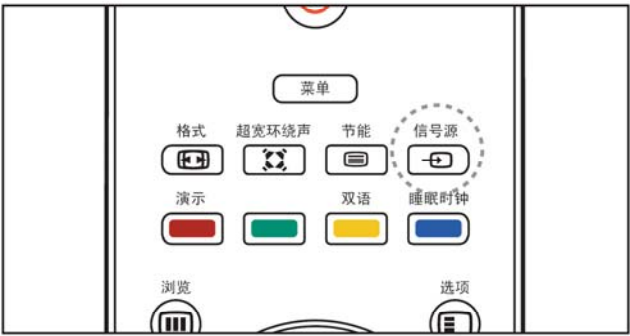 菜单
格式 超宽环绕声 节能 信号源
演示 双语 睡眠时钟
浏览 选项